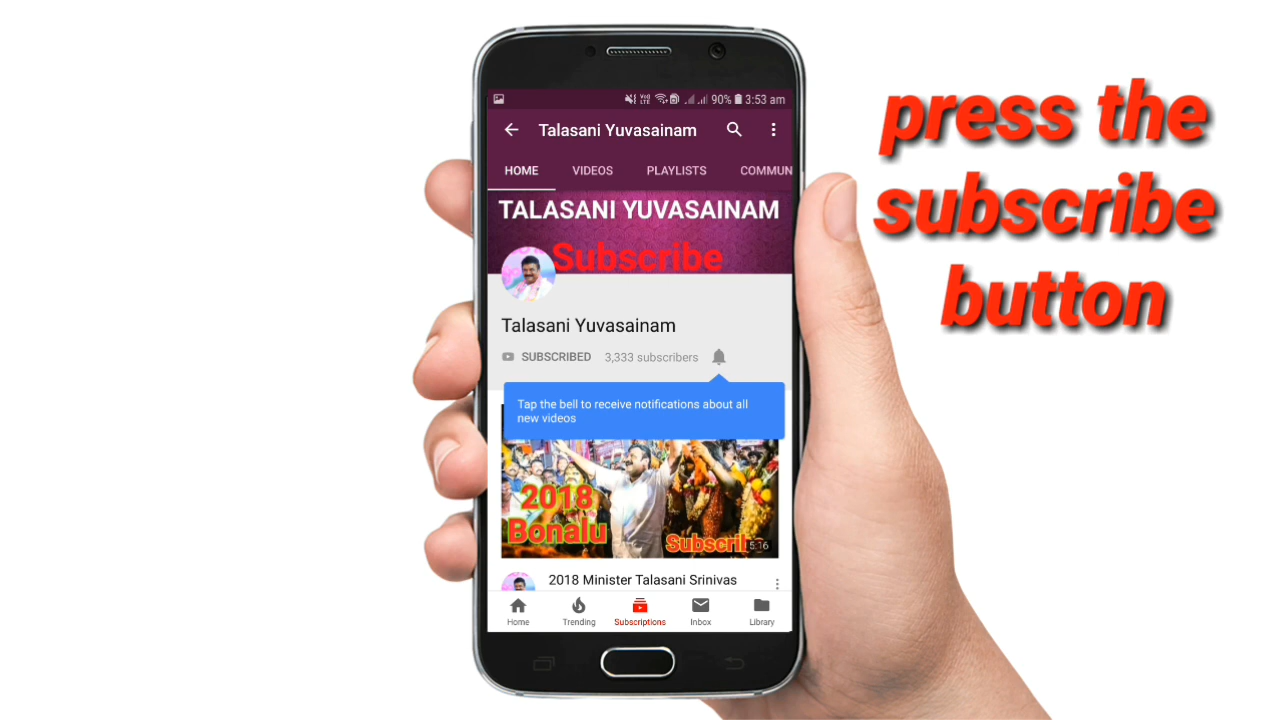 90% 3:53 am
Talasani Yuvasainam
HOME VIDEOS PLAYLISTS COMMUN
TALASANI YUVASAINAM
Subscribe
Talasani Yuvasainam
SUBSCRIBED 3,333 subscribers
Tap the bell to receive notifications about all
new videos
2018
Bonalu
Subscri
5:16
2018 Minister Talasani Srinivas
Home Trending Subscriptions Inbox Library
press the
subscribe
button